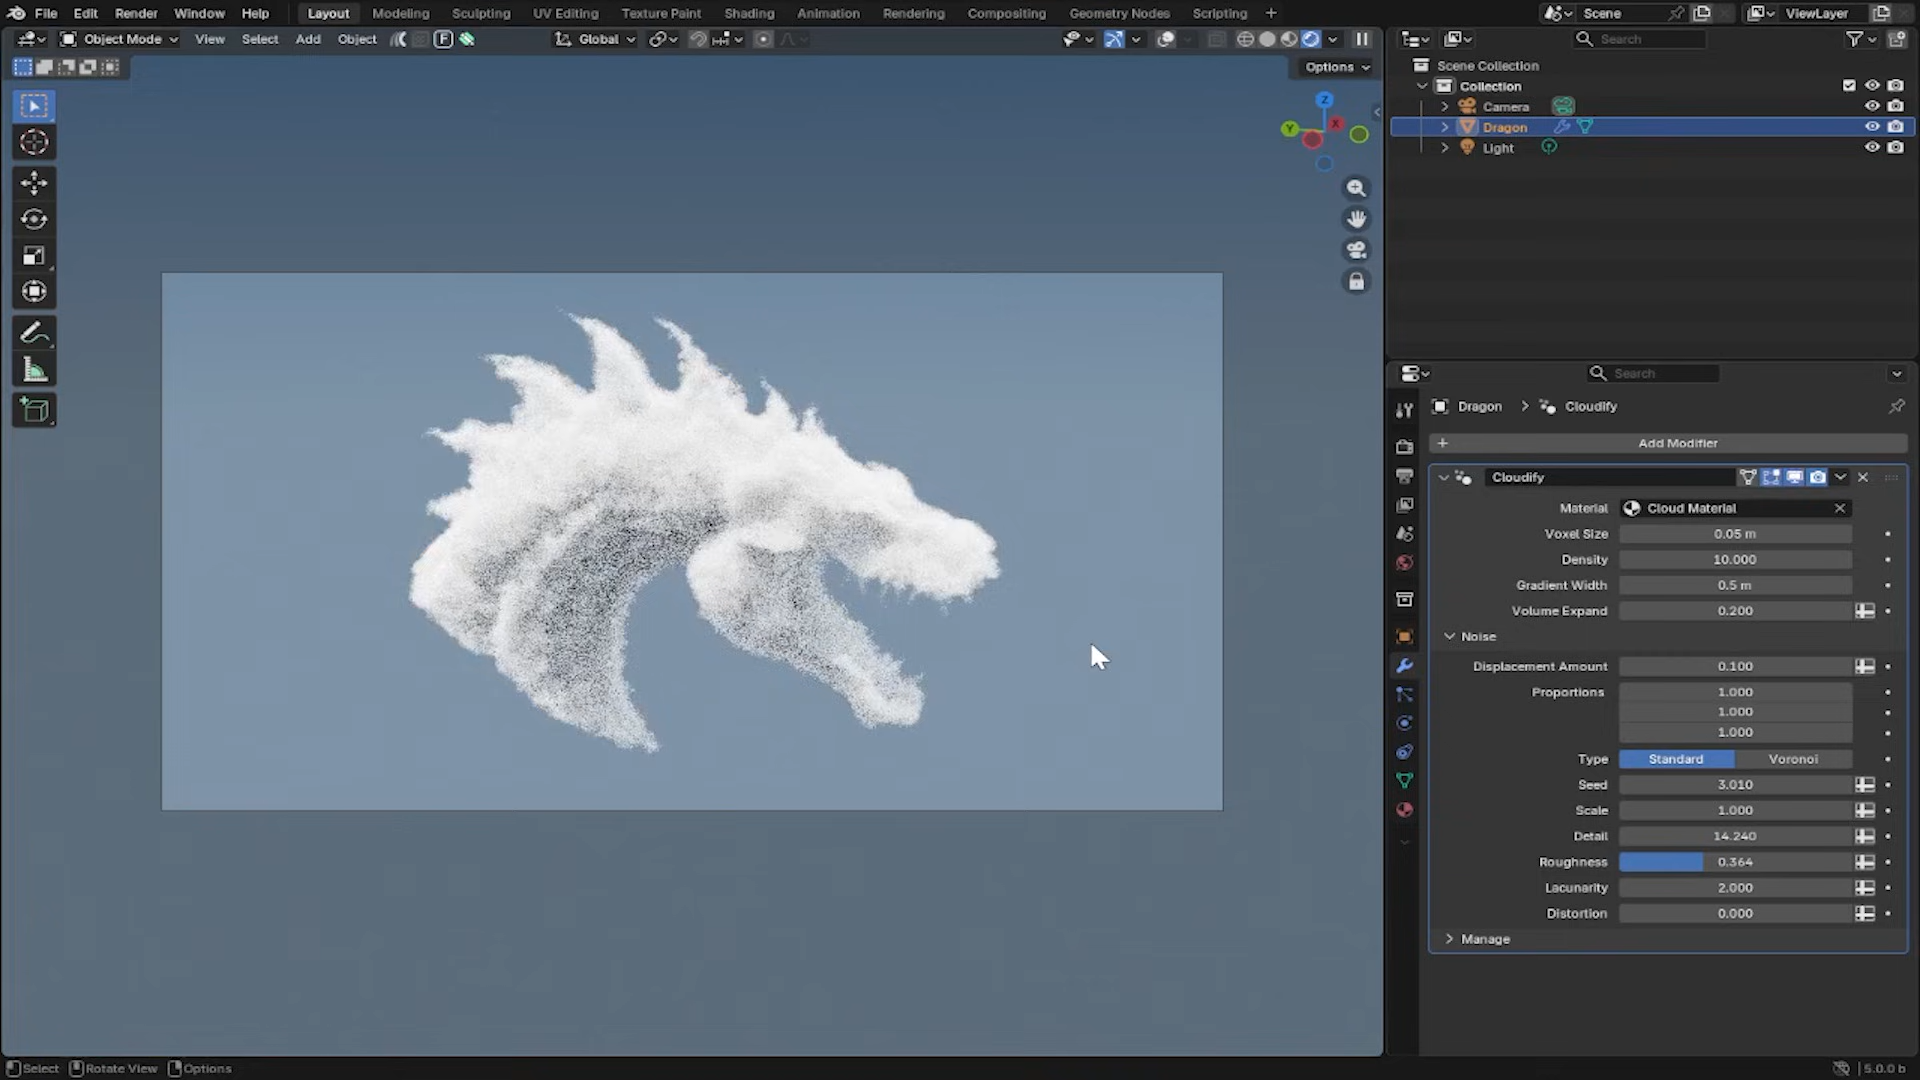 File Edit Render Window Help Layout Modeling Sculpting UV Editing Texture Paint Shading Animation Rendering Compositing Geometry Nodes Scripting + Scene ViewLayer
Object Mode View Select Add Object F Global Search
Options
Scene Collection
Collection
Camera
Dragon
Light
Z
Y X
Search
Dragon > Cloudify
+ Add Modifier
Cloudify
Material Cloud Material
Voxel Size 0.05 m
Density 10.000
Gradient Width 0.5 m
Volume Expand 0.200
Noise
Displacement Amount 0.100
Proportions 1.000
1.000
1.000
Type Standard Voronoi
Seed 3.010
Scale 1.000
Detail 14.240
Roughness 0.364
Lacunarity 2.000
Distortion 0.000
Manage
Select Rotate View Options 5.0.0 b